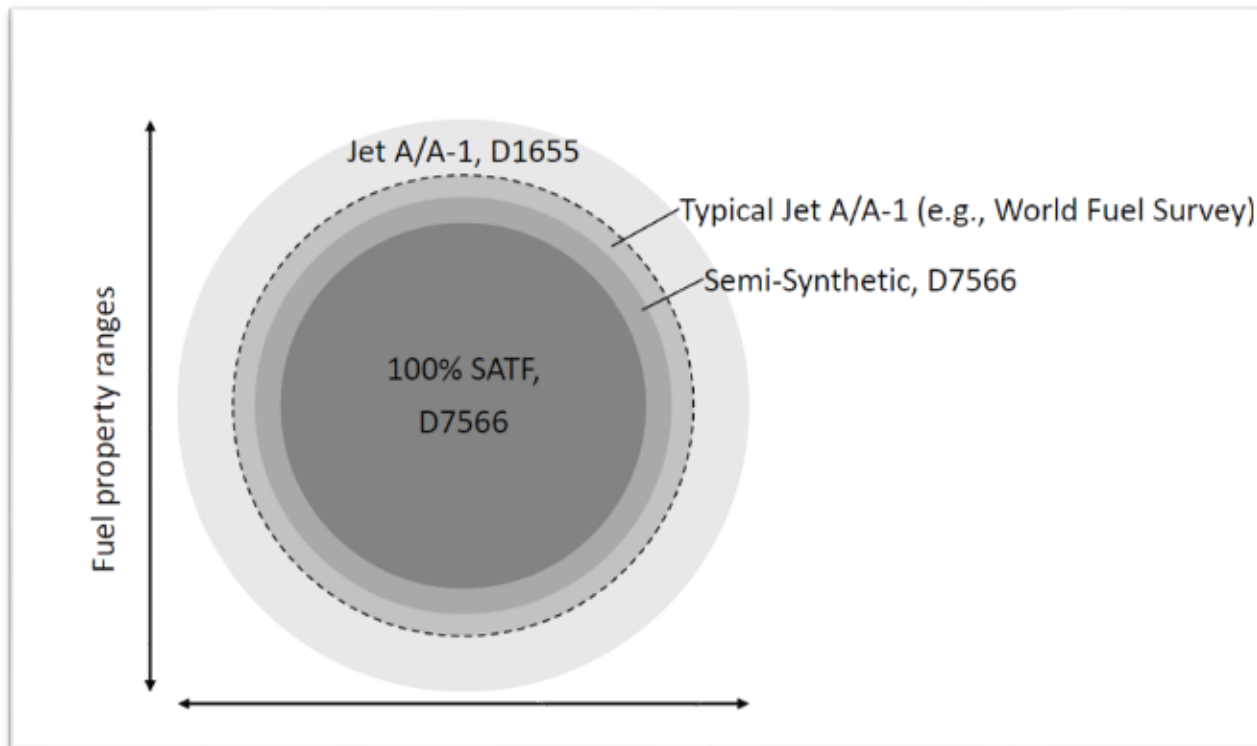 Jet A/A-1, D1655
Typical Jet A/A-1 (e.g., World Fuel Survey)
Semi-Synthetic, D7566
100% SATF,
D7566
Fuel property ranges